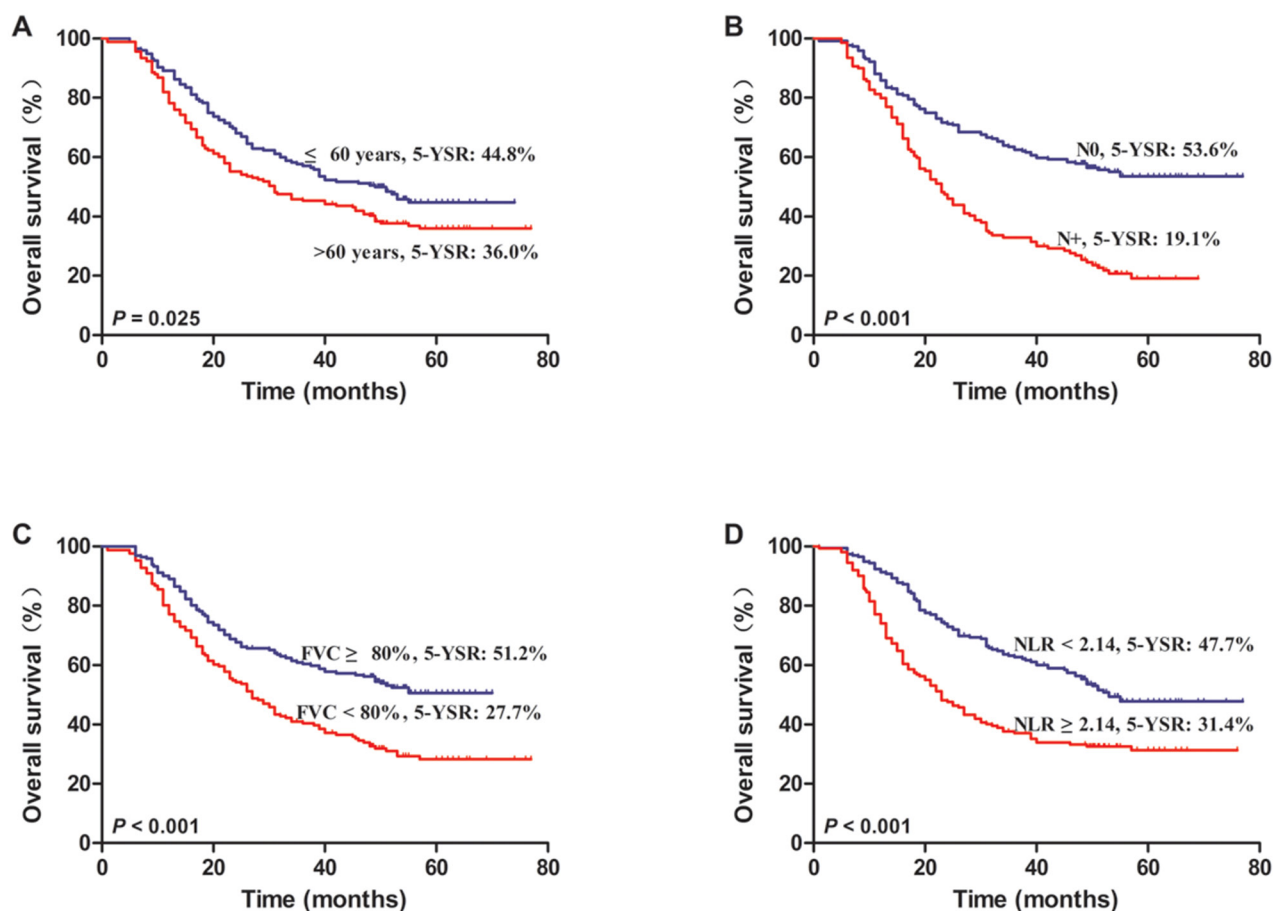 A
Overall survival（%）
100
80
60
40
20
0
≤ 60 years, 5-YSR: 44.8%
>60 years, 5-YSR: 36.0%
P = 0.025
0 20 40 60 80
Time (months)
B
Overall survival（%）
100
80
60
40
20
0
N0, 5-YSR: 53.6%
N+, 5-YSR: 19.1%
P < 0.001
0 20 40 60 80
Time (months)
C
Overall survival（%）
100
80
60
40
20
0
FVC ≥ 80%, 5-YSR: 51.2%
FVC < 80%, 5-YSR: 27.7%
P < 0.001
0 20 40 60 80
Time (months)
D
Overall survival（%）
100
80
60
40
20
0
NLR < 2.14, 5-YSR: 47.7%
NLR ≥ 2.14, 5-YSR: 31.4%
P < 0.001
0 20 40 60 80
Time (months)